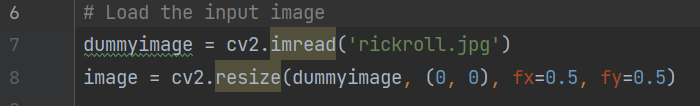 6 # Load the input image
7 dummyimage = cv2.imread('rickroll.jpg')
8 image = cv2.resize(dummyimage, (0, 0), fx=0.5, fy=0.5)